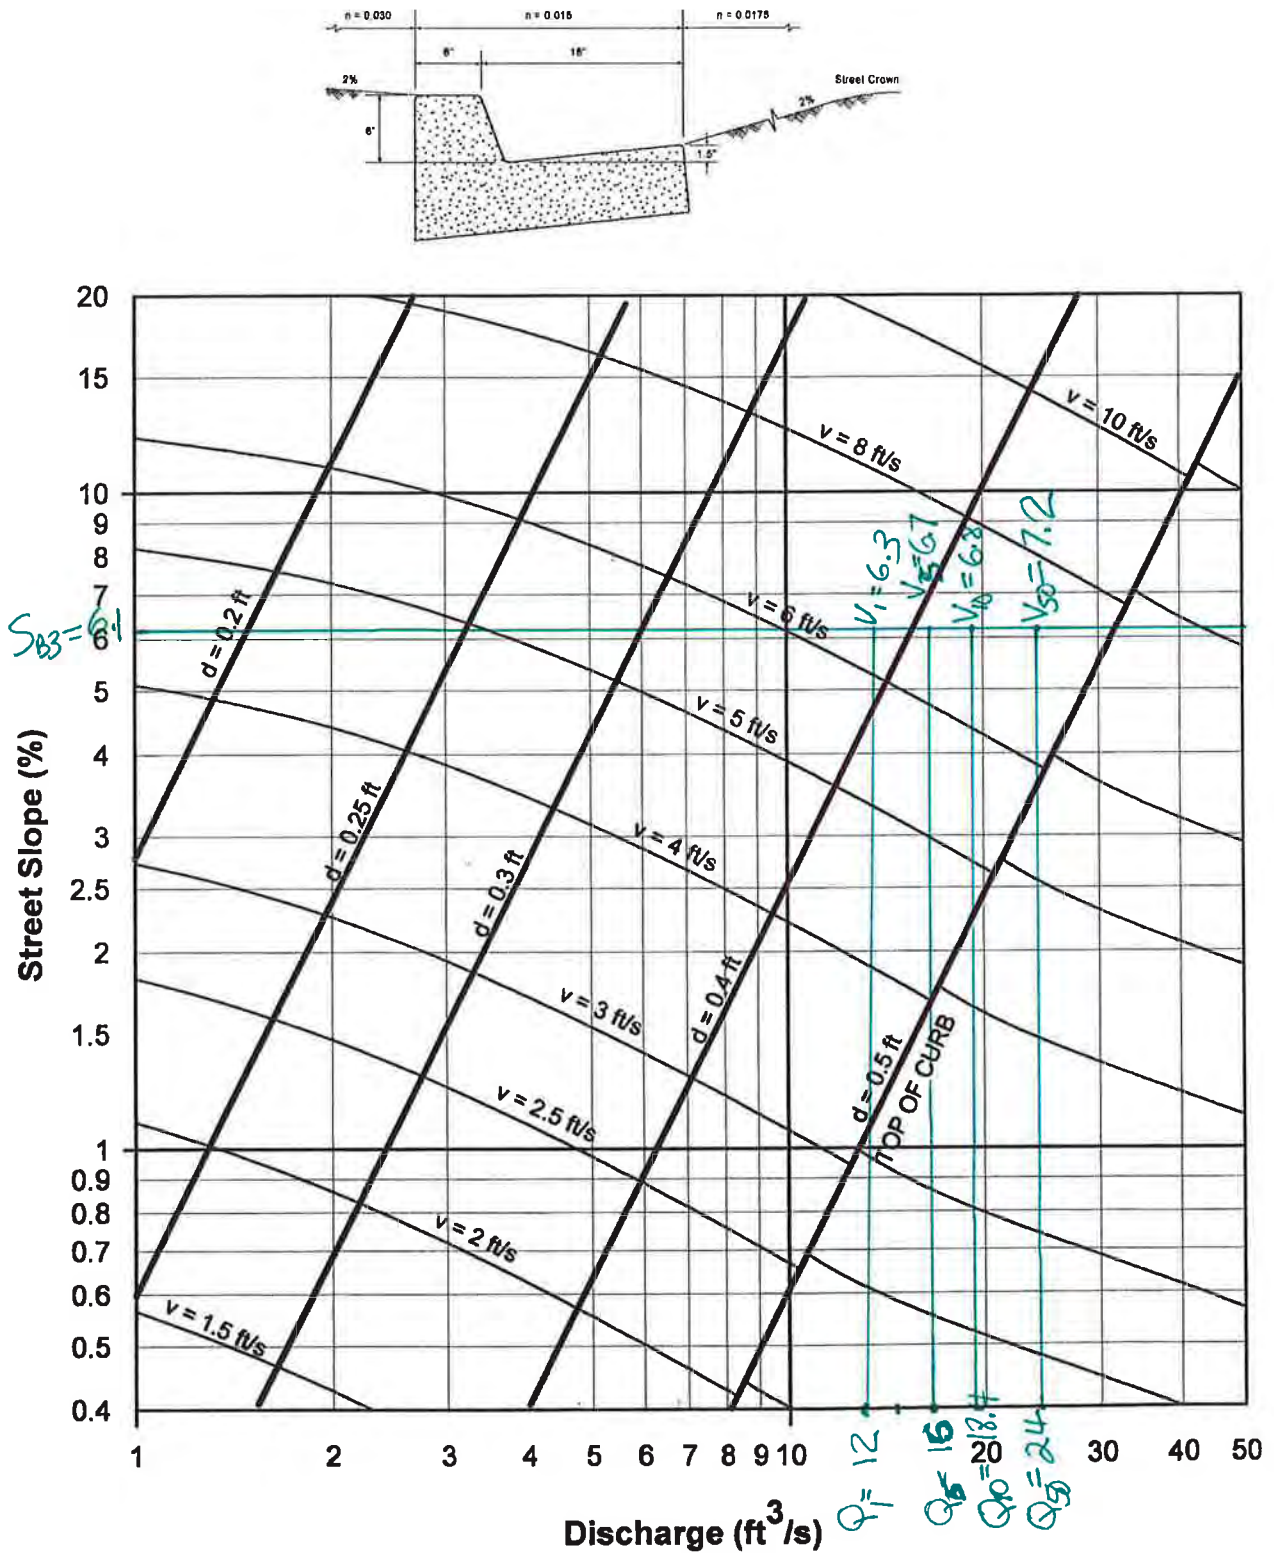 n = 0.030
n = 0.015
n = 0.0175
6"
18"
2%
Street Crown
2%
6"
1.5"
20
15
10
9
8
7
6
5
4
3
2.5
2
1.5
1
0.9
0.8
0.7
0.6
0.5
0.4
Street Slope (%)
SB3 = 6.1
v = 10 ft/s
v = 8 ft/s
V1 = 6.3
V5 = 6.7
V10 = 6.8
V50 = 7.2
d = 0.2 ft
v = 6 ft/s
v = 5 ft/s
d = 0.25 ft
v = 4 ft/s
d = 0.3 ft
d = 0.4 ft
v = 3 ft/s
d = 0.5 ft
TOP OF CURB
v = 2.5 ft/s
v = 2 ft/s
v = 1.5 ft/s
1
2
3
4
5
6
7
8
9
10
20
30
40
50
Q1 = 12
Q10 =
Q50 = 24
Discharge (ft³/s)